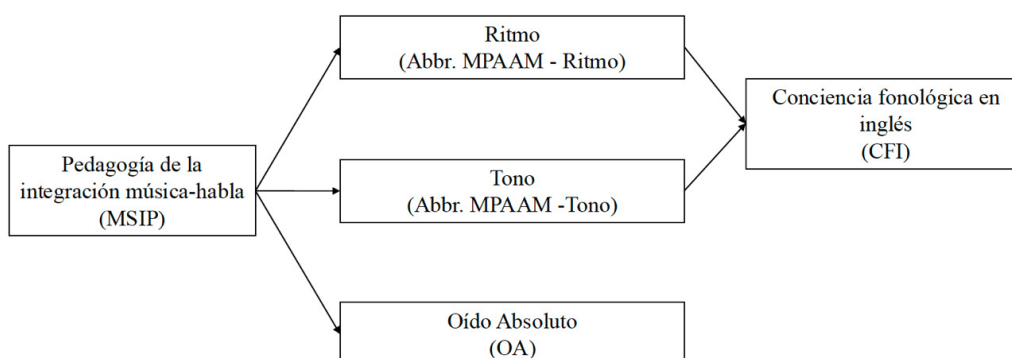 Pedagogía de la
integración música-habla
(MSIP)
Ritmo
(Abbr. MPAAM - Ritmo)
Tono
(Abbr. MPAAM -Tono)
Oído Absoluto
(OA)
Conciencia fonológica en
inglés
(CFI)